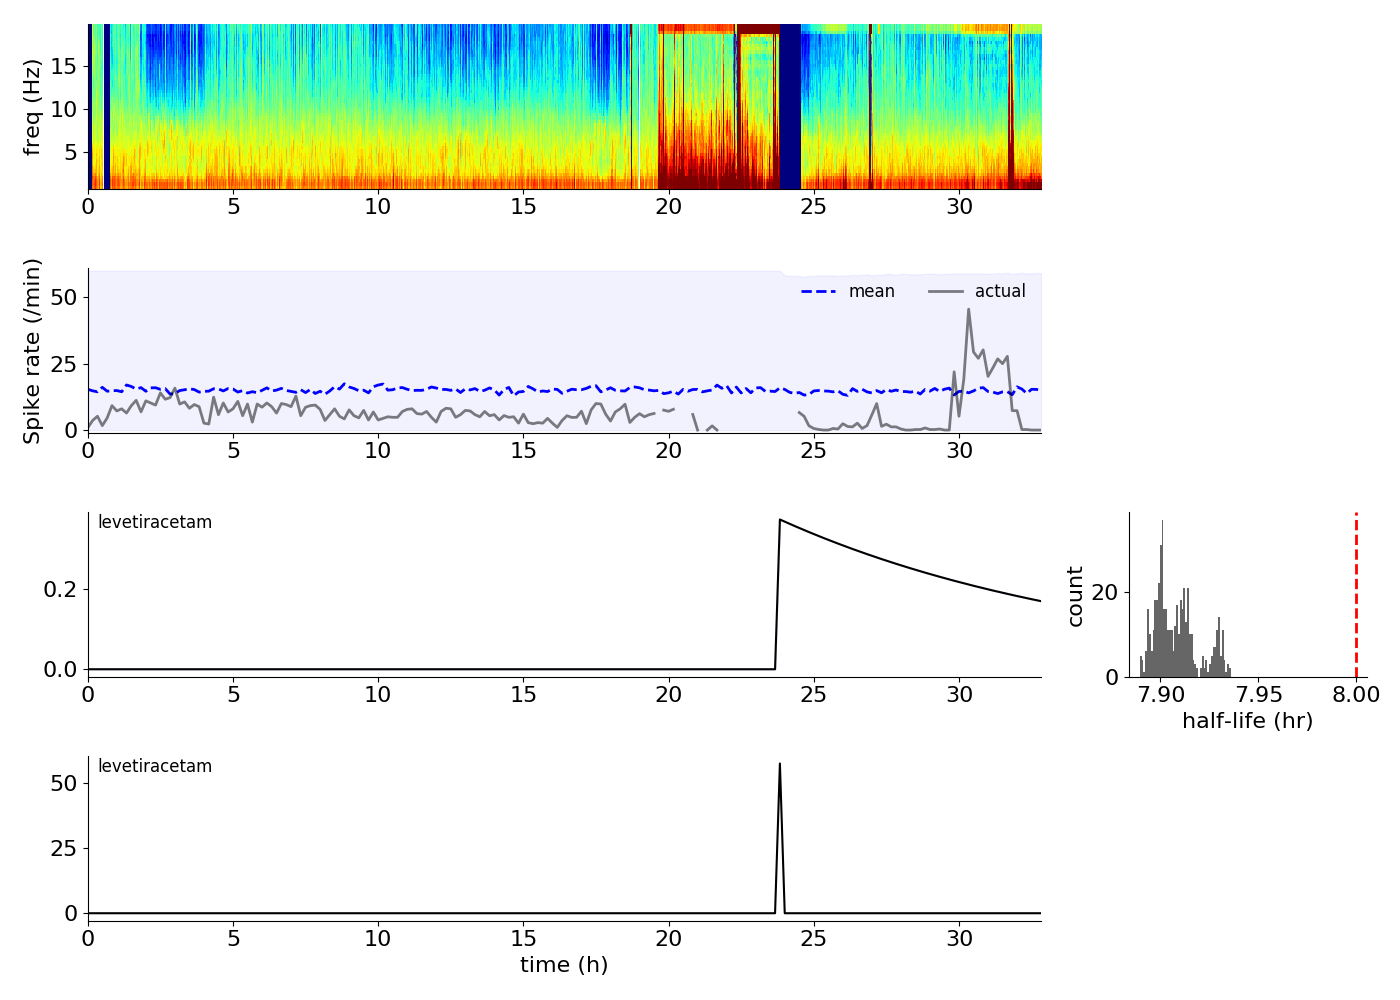 freq (Hz)
15
10
5
0 5 10 15 20 25 30
Spike rate (/min)
mean actual
50
25
0
0 5 10 15 20 25 30
levetiracetam
0.2
0.0
0 5 10 15 20 25 30
count
20
0
7.90 7.95 8.00
half-life (hr)
levetiracetam
50
25
0
0 5 10 15 20 25 30
time (h)